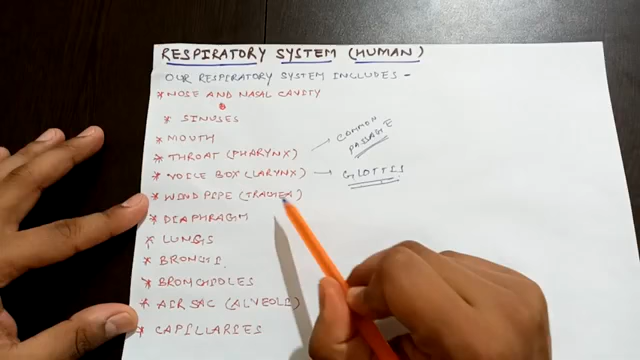 RESPIRATORY SYSTEM (HUMAN)
OUR RESPIRATORY SYSTEM INCLUDES -
* NOSE AND NASAL CAVITY
* SINUSES
* MOUTH
* THROAT (PHARYNX) → COMMON PASSAGE
* VOICE BOX (LARYNX) → GLOTTIS
* WIND PIPE (TRACHEA)
* DIAPHRAGM
* LUNGS
* BRONCHI
* BRONCHIOLES
* AIR SAC (ALVEOLI)
* CAPILLARIES